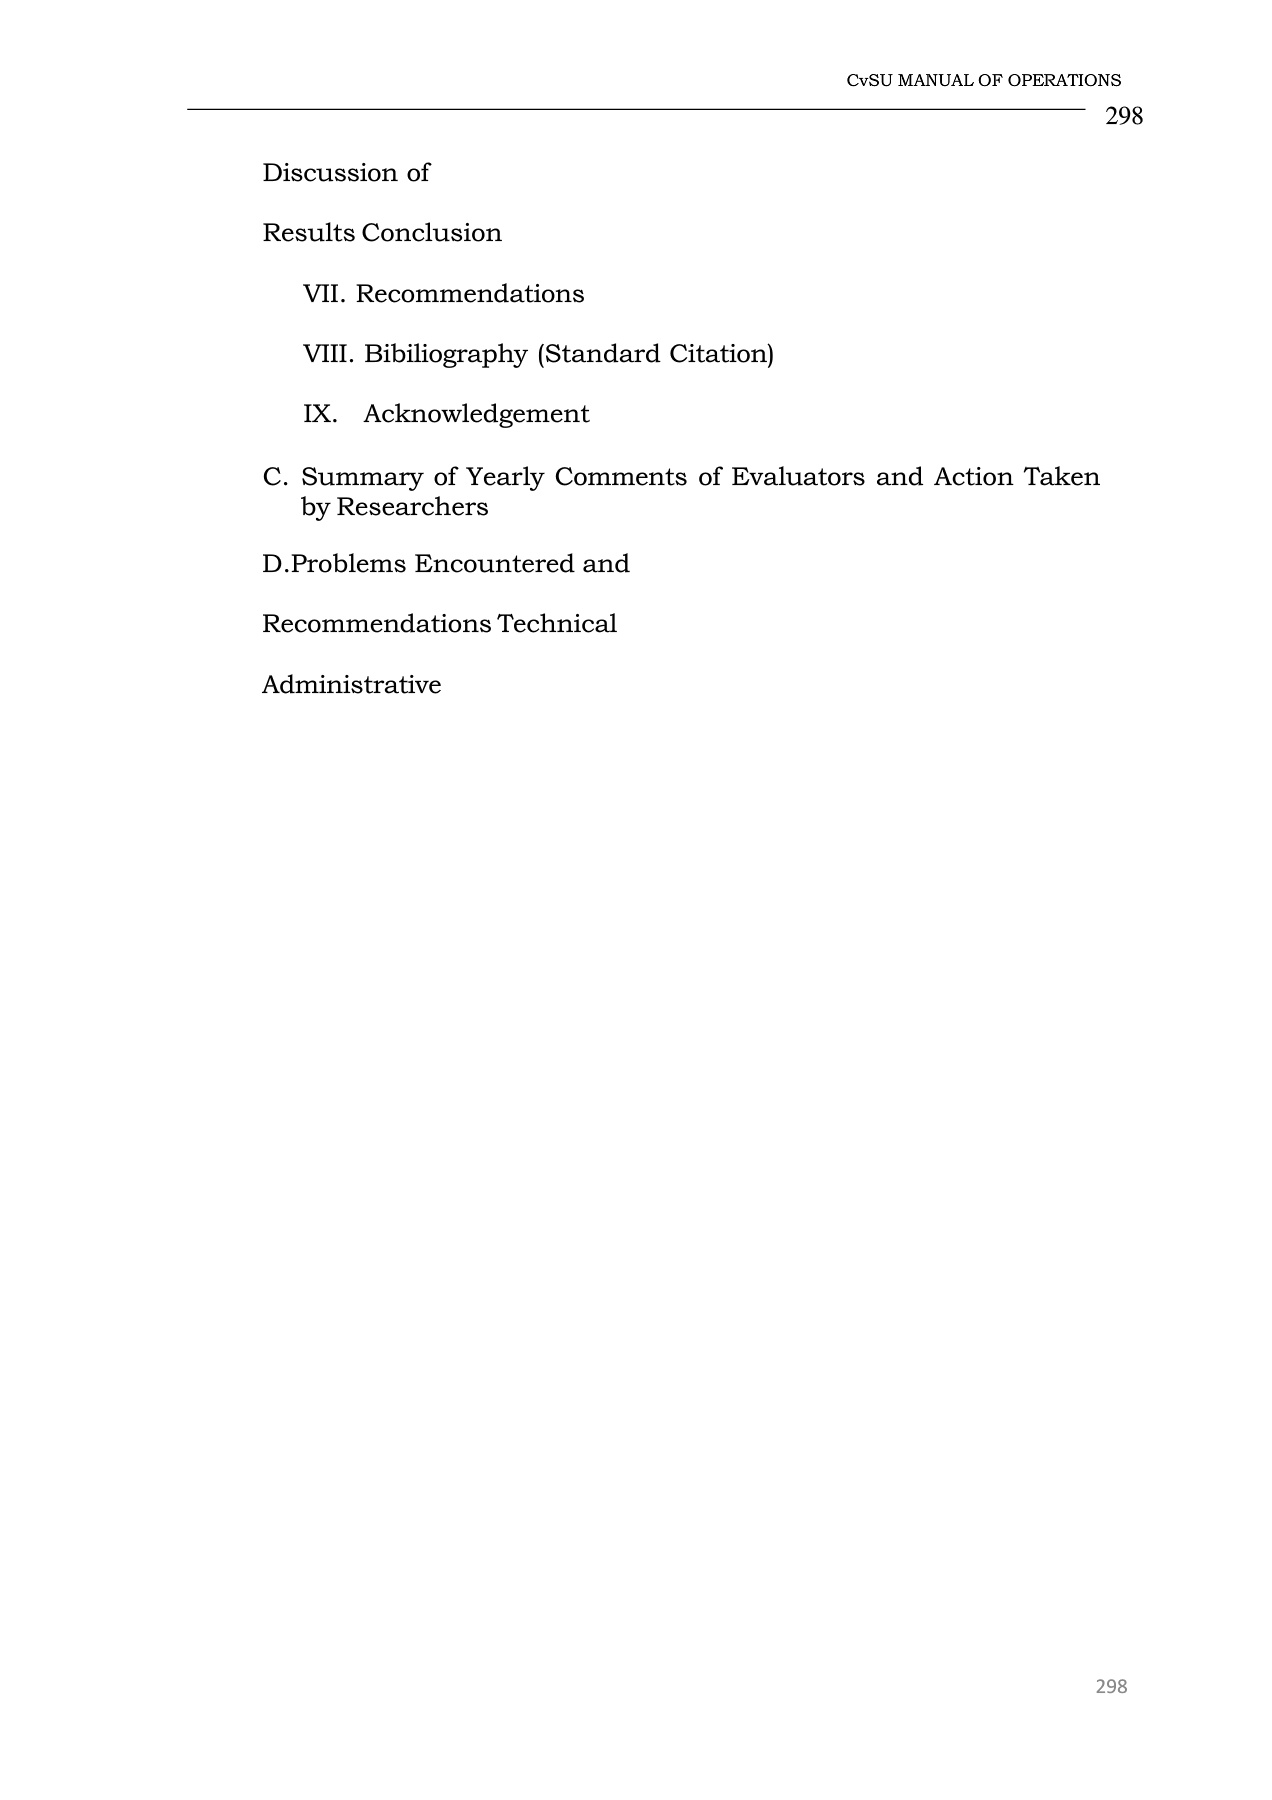 CvSU MANUAL OF OPERATIONS
298
Discussion of
Results Conclusion
VII. Recommendations
VIII. Bibiliography (Standard Citation)
IX. Acknowledgement
C. Summary of Yearly Comments of Evaluators and Action Taken
by Researchers
D.Problems Encountered and
Recommendations Technical
Administrative
298